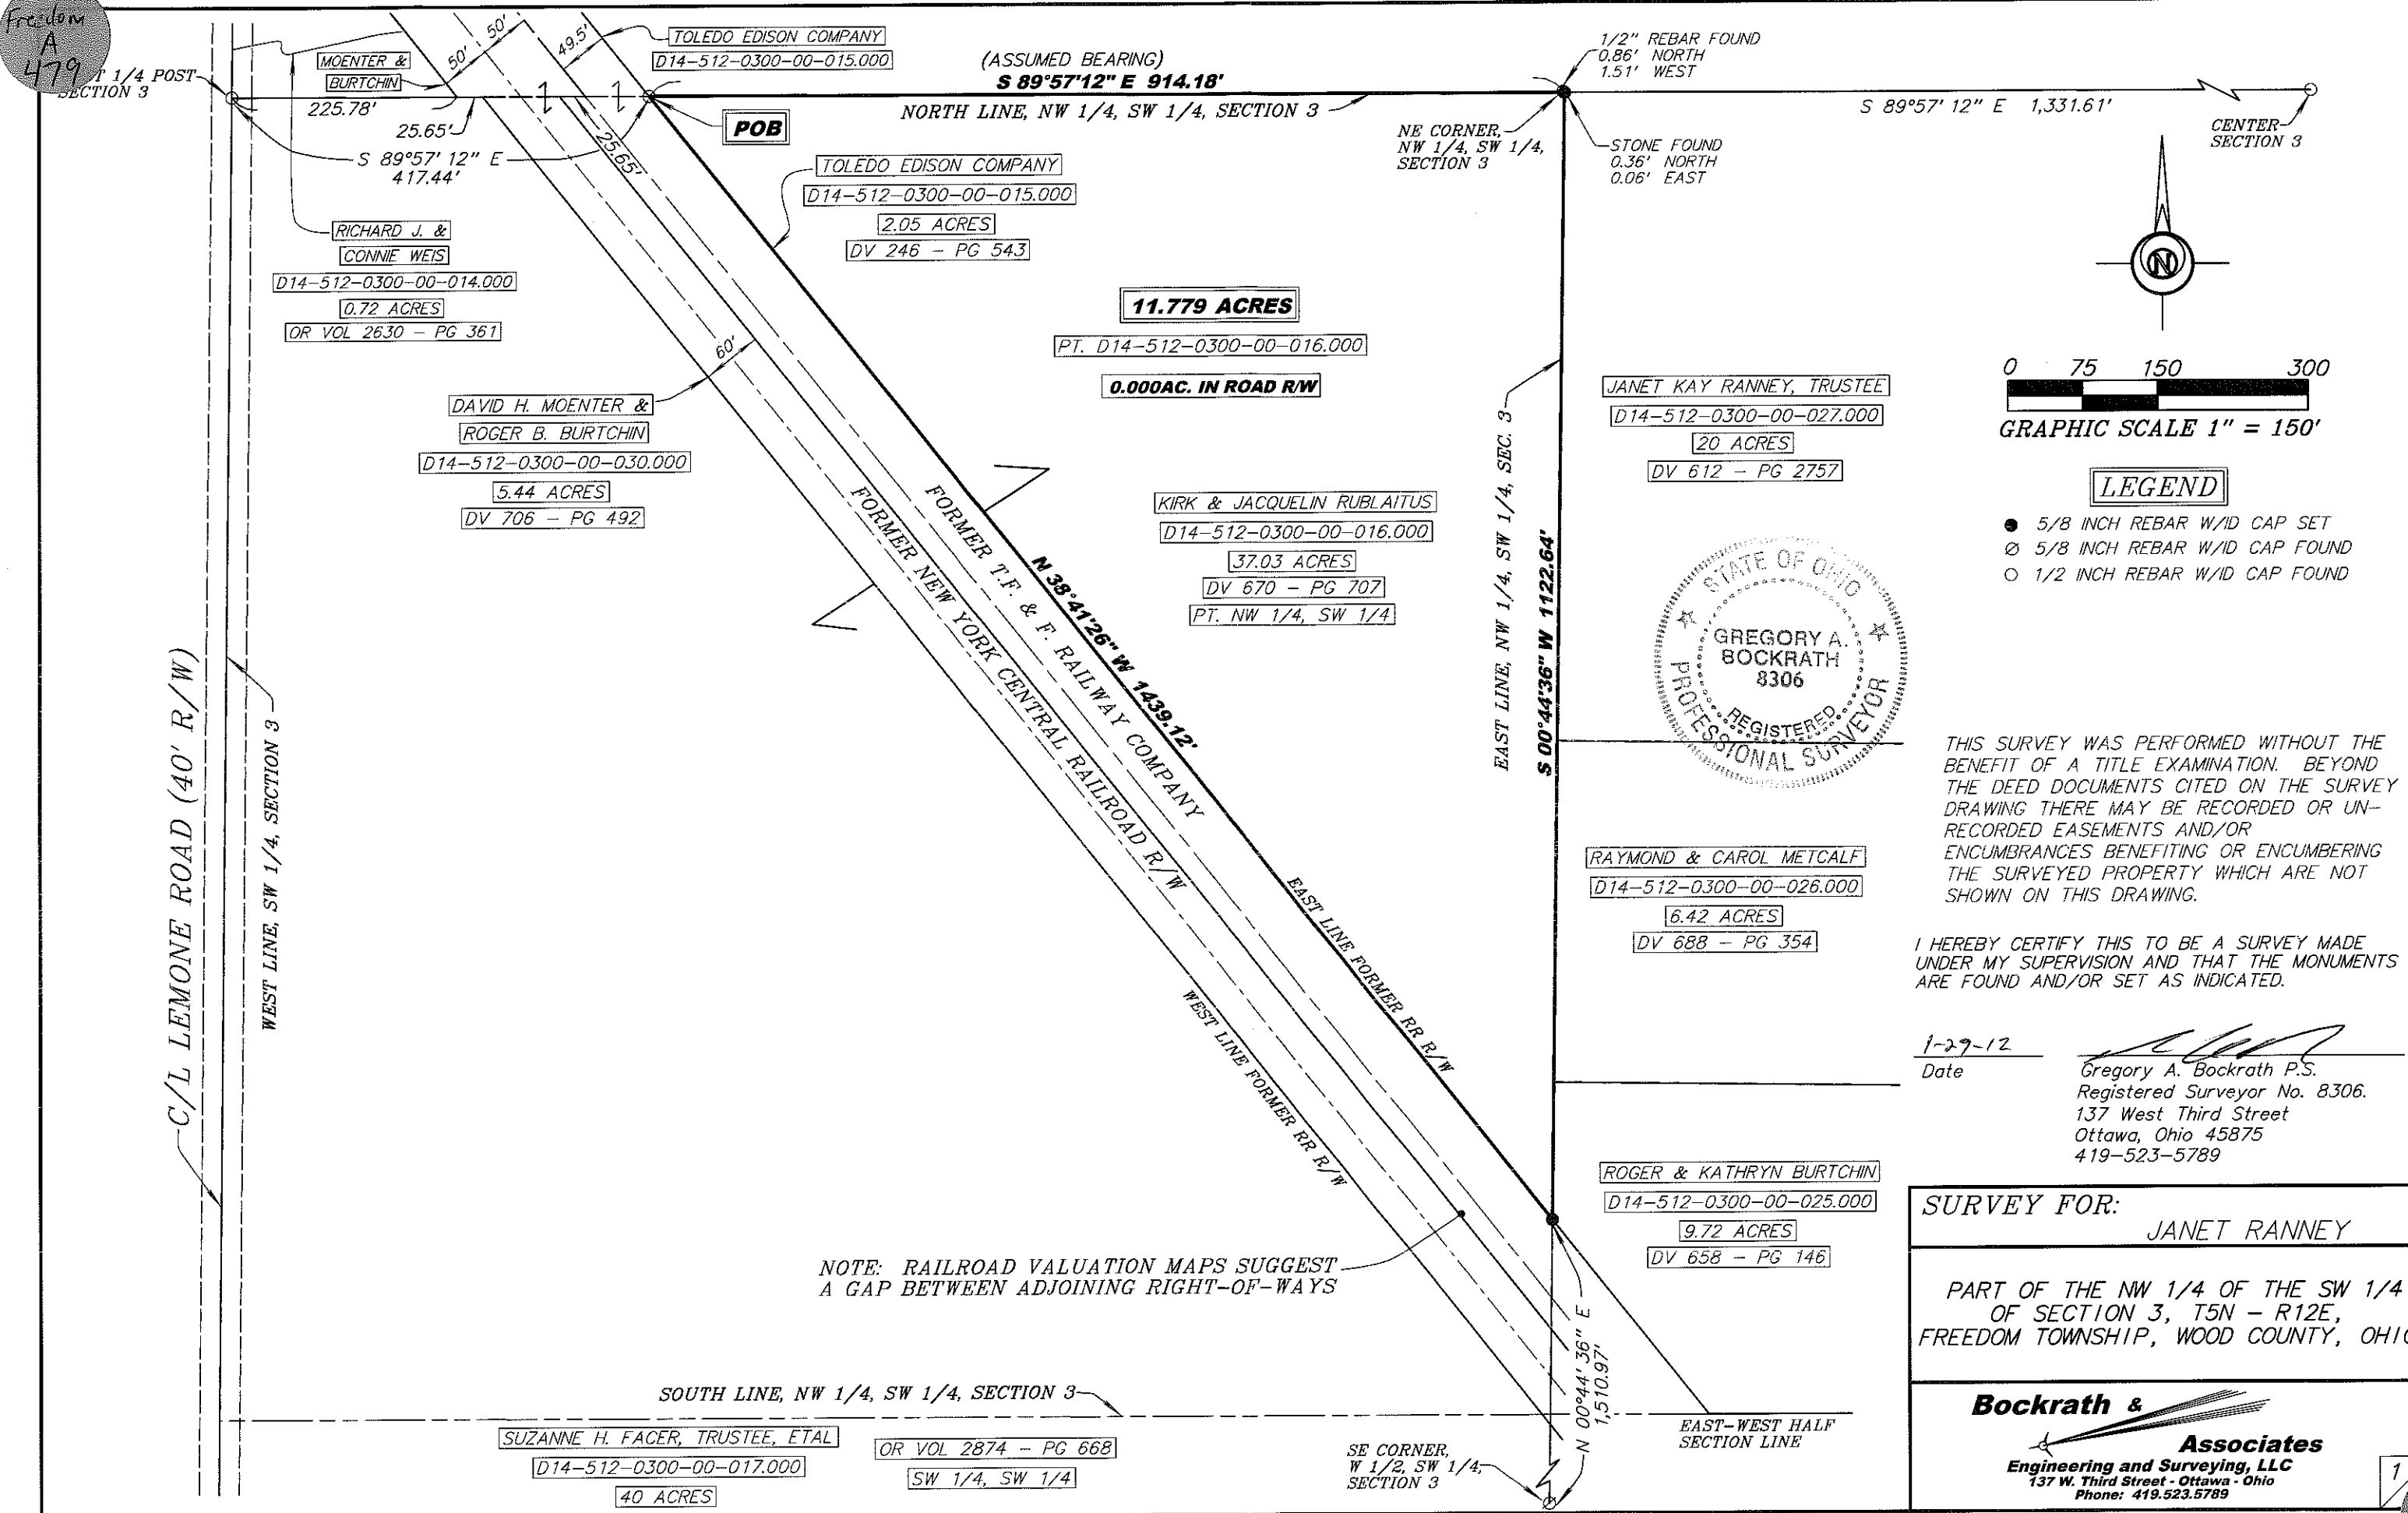 Freedom
A
479
T 1/4 POST
SECTION 3
MOENTER &
BURTCHIN
50'
50'
49.5'
TOLEDO EDISON COMPANY
D14-512-0300-00-015.000
(ASSUMED BEARING)
S 89°57'12" E 914.18'
NORTH LINE, NW 1/4, SW 1/4, SECTION 3
1/2" REBAR FOUND
0.86' NORTH
1.51' WEST
S 89°57' 12" E 1,331.61'
CENTER
SECTION 3
225.78'
25.65'
S 89°57' 12" E
417.44'
25.65'
POB
NE CORNER,
NW 1/4, SW 1/4,
SECTION 3
STONE FOUND
0.36' NORTH
0.06' EAST
TOLEDO EDISON COMPANY
D14-512-0300-00-015.000
2.05 ACRES
DV 246 - PG 543
RICHARD J. &
CONNIE WEIS
D14-512-0300-00-014.000
0.72 ACRES
OR VOL 2630 - PG 361
N
11.779 ACRES
PT. D14-512-0300-00-016.000
0.000AC. IN ROAD R/W
60'
DAVID H. MOENTER &
ROGER B. BURTCHIN
D14-512-0300-00-030.000
5.44 ACRES
DV 706 - PG 492
JANET KAY RANNEY, TRUSTEE
D14-512-0300-00-027.000
20 ACRES
DV 612 - PG 2757
0 75 150 300
GRAPHIC SCALE 1" = 150'
LEGEND
5/8 INCH REBAR W/ID CAP SET
5/8 INCH REBAR W/ID CAP FOUND
1/2 INCH REBAR W/ID CAP FOUND
KIRK & JACQUELIN RUBLAITUS
D14-512-0300-00-016.000
37.03 ACRES
DV 670 - PG 707
PT. NW 1/4, SW 1/4
EAST LINE, NW 1/4, SW 1/4, SEC. 3
S 00°44'36" W 1122.64'
N 38°41'26" W 1439.12'
FORMER T.F. & F. RAILWAY COMPANY
FORMER NEW YORK CENTRAL RAILROAD R/W
STATE OF OHIO
GREGORY A.
BOCKRATH
8306
REGISTERED
PROFESSIONAL SURVEYOR
C/L LEMONE ROAD (40' R/W)
WEST LINE, SW 1/4, SECTION 3
THIS SURVEY WAS PERFORMED WITHOUT THE
BENEFIT OF A TITLE EXAMINATION. BEYOND
THE DEED DOCUMENTS CITED ON THE SURVEY
DRAWING THERE MAY BE RECORDED OR UN-
RECORDED EASEMENTS AND/OR
ENCUMBRANCES BENEFITING OR ENCUMBERING
THE SURVEYED PROPERTY WHICH ARE NOT
SHOWN ON THIS DRAWING.
RAYMOND & CAROL METCALF
D14-512-0300-00-026.000
6.42 ACRES
DV 688 - PG 354
I HEREBY CERTIFY THIS TO BE A SURVEY MADE
UNDER MY SUPERVISION AND THAT THE MONUMENTS
ARE FOUND AND/OR SET AS INDICATED.
EAST LINE FORMER RR R/W
WEST LINE FORMER RR R/W
1-29-12
Date
Gregory A. Bockrath P.S.
Registered Surveyor No. 8306.
137 West Third Street
Ottawa, Ohio 45875
419-523-5789
ROGER & KATHRYN BURTCHIN
D14-512-0300-00-025.000
9.72 ACRES
DV 658 - PG 146
NOTE: RAILROAD VALUATION MAPS SUGGEST
A GAP BETWEEN ADJOINING RIGHT-OF-WAYS
SURVEY FOR:
JANET RANNEY
PART OF THE NW 1/4 OF THE SW 1/4
OF SECTION 3, T5N - R12E,
FREEDOM TOWNSHIP, WOOD COUNTY, OHIO
N 00°44' 36" E
1,510.97'
SOUTH LINE, NW 1/4, SW 1/4, SECTION 3
EAST-WEST HALF
SECTION LINE
SUZANNE H. FACER, TRUSTEE, ETAL
D14-512-0300-00-017.000
40 ACRES
OR VOL 2874 - PG 668
SW 1/4, SW 1/4
SE CORNER,
W 1/2, SW 1/4,
SECTION 3
Bockrath &
Associates
Engineering and Surveying, LLC
137 W. Third Street - Ottawa - Ohio
Phone: 419.523.5789
1